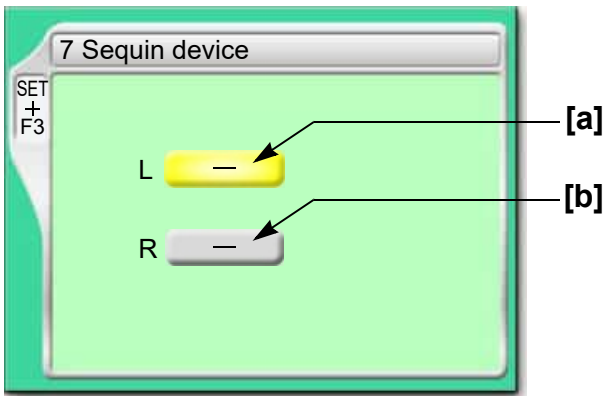 7 Sequin device
SET
+
F3
L —
[a]
R —
[b]